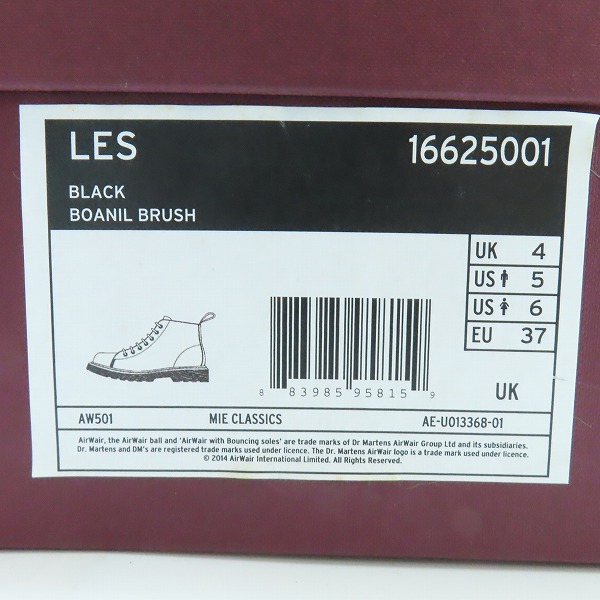 LES 16625001
BLACK
BOANIL BRUSH
UK 4
US 5
US 6
EU 37
8 83985 95815 9
UK
AW501 MIE CLASSICS AE-U013368-01
AirWair, the AirWair ball and 'AirWair with Bouncing soles' are trade marks of Dr Martens AirWair Group Ltd and its subsidiaries.
Dr. Martens and DM's are registered trade marks used under licence. The Dr. Martens AirWair logo is a trade mark used under licence.
© 2014 AirWair International Limited. All Rights Reserved.